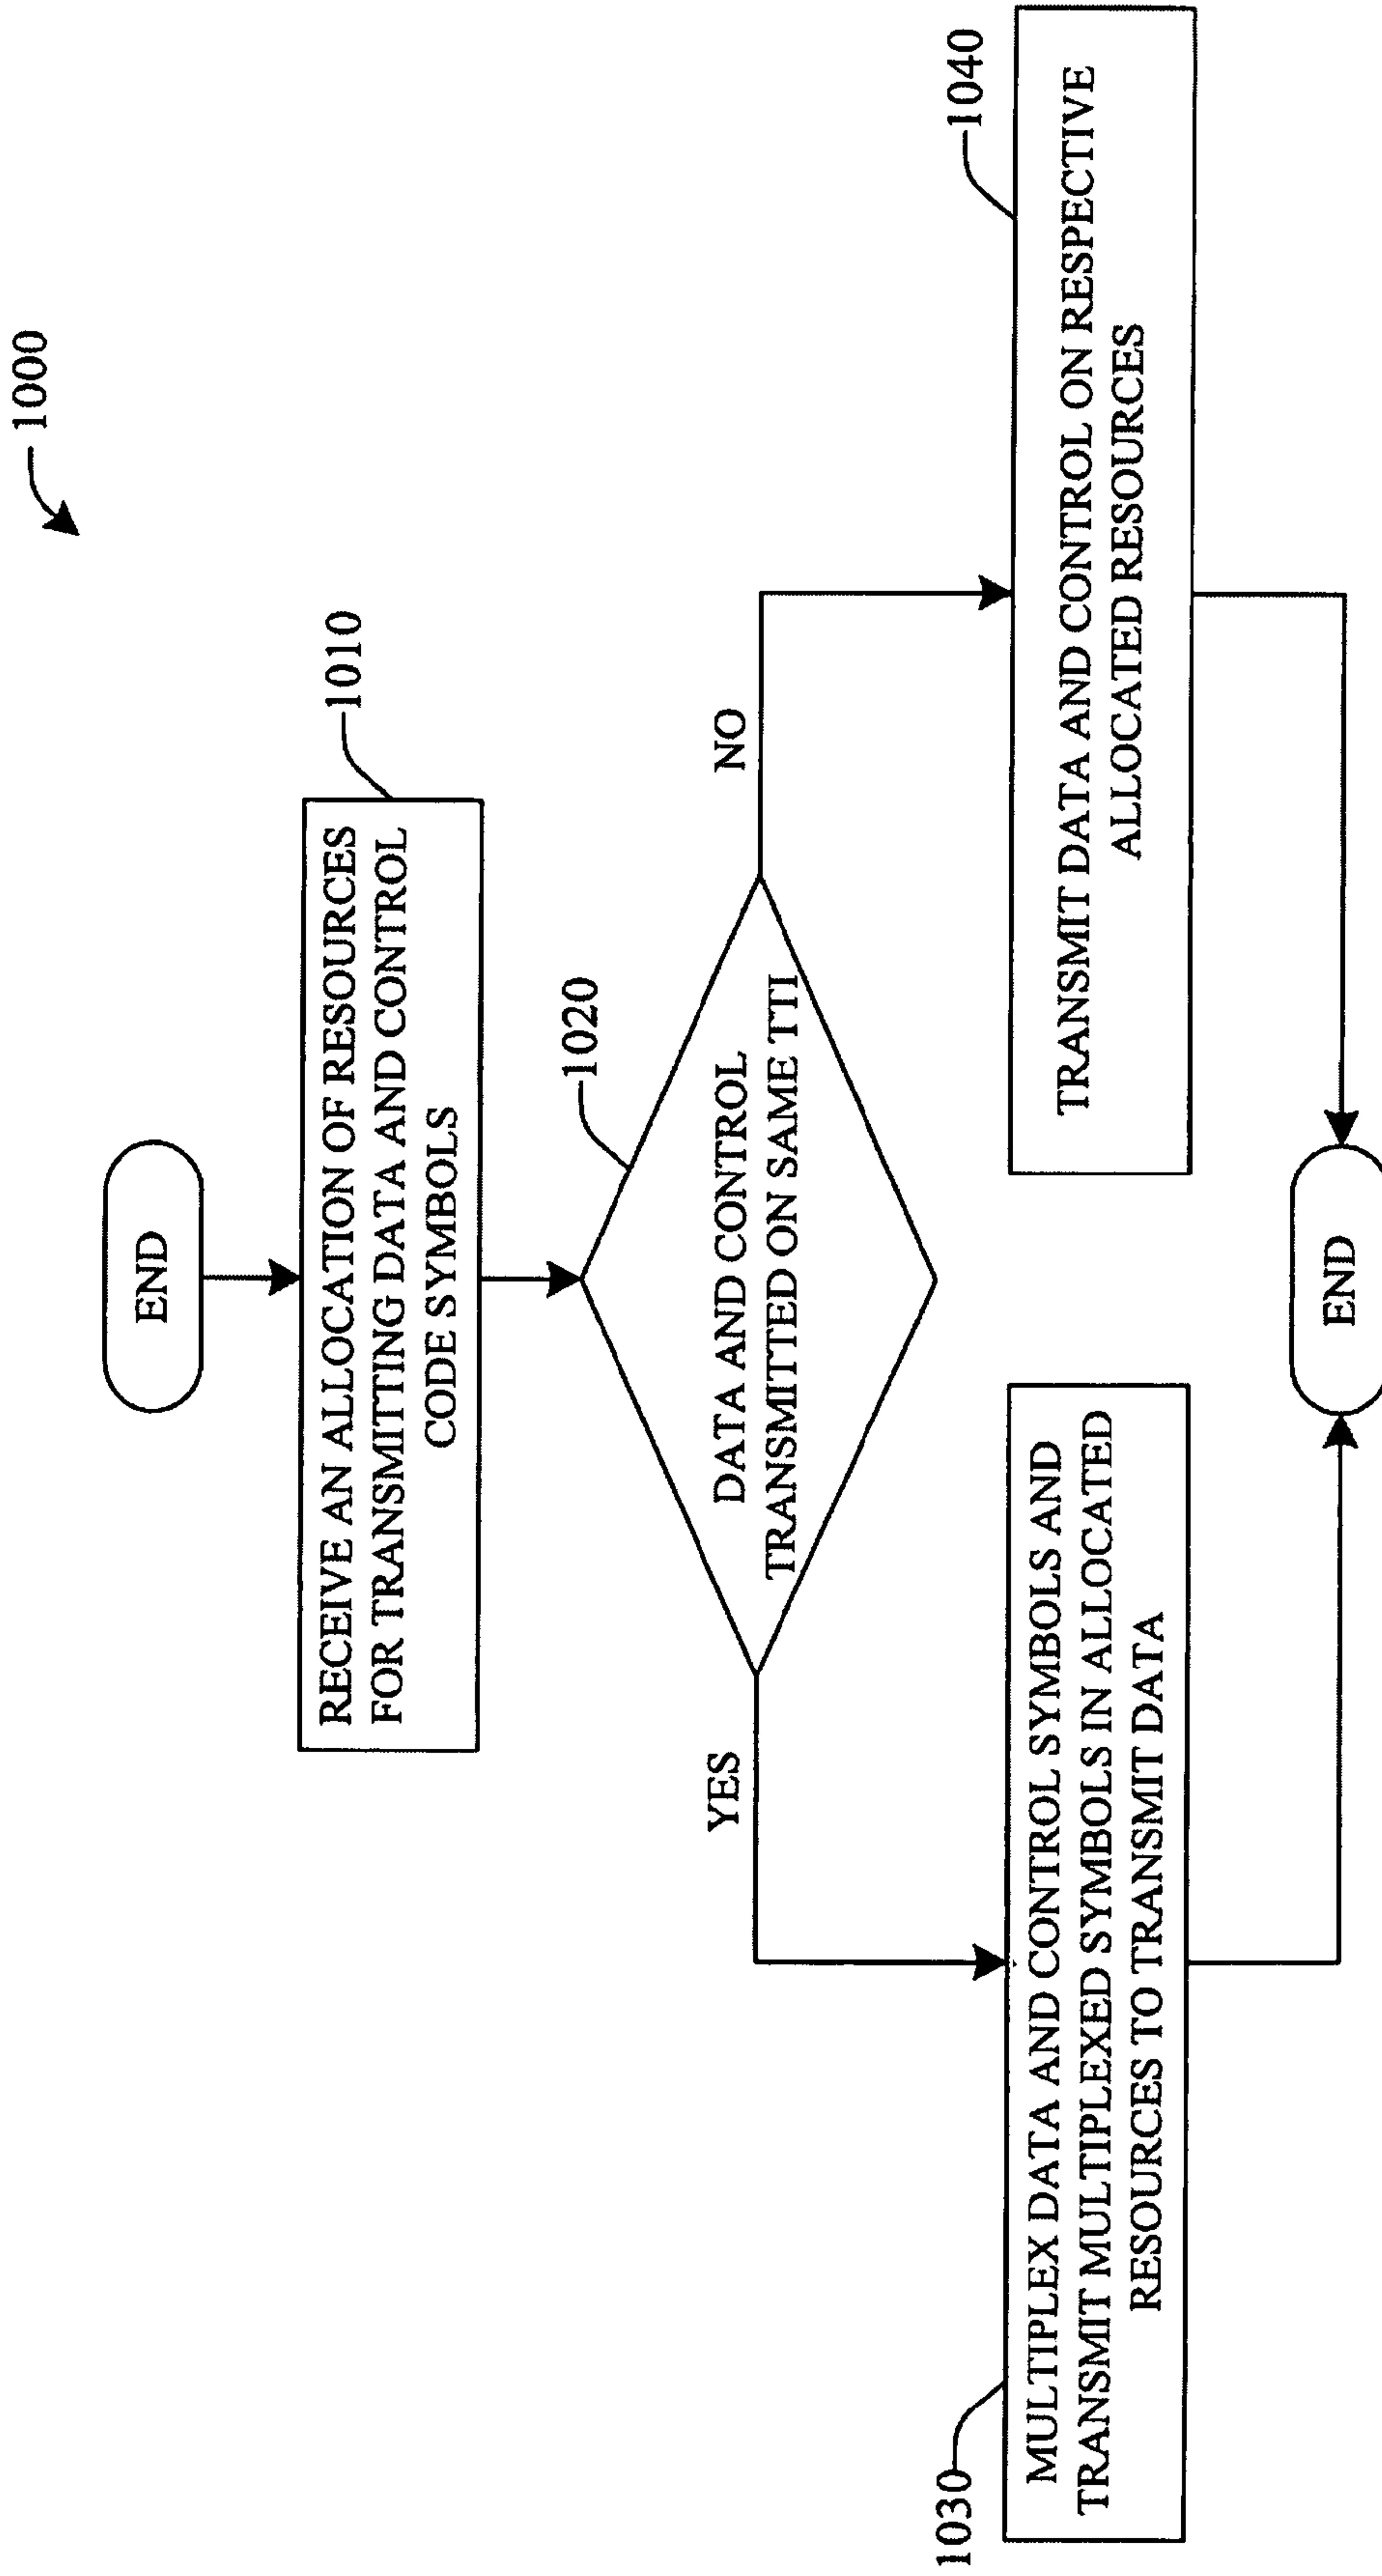 1000
END
RECEIVE AN ALLOCATION OF RESOURCES
FOR TRANSMITTING DATA AND CONTROL
CODE SYMBOLS
1010
1020
DATA AND CONTROL
TRANSMITTED ON SAME TTI
YES
NO
1030
MULTIPLEX DATA AND CONTROL SYMBOLS AND
TRANSMIT MULTIPLEXED SYMBOLS IN ALLOCATED
RESOURCES TO TRANSMIT DATA
1040
TRANSMIT DATA AND CONTROL ON RESPECTIVE
ALLOCATED RESOURCES
END